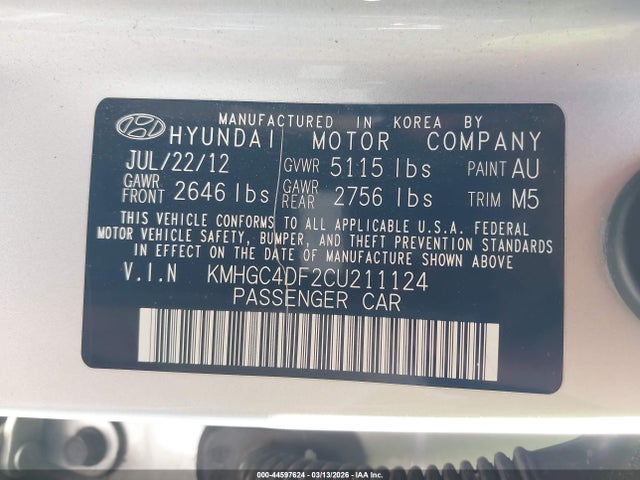 MANUFACTURED IN KOREA BY
HYUNDAI MOTOR COMPANY
JUL/22/12 GVWR 5115 lbs PAINT AU
GAWR FRONT 2646 lbs GAWR REAR 2756 lbs TRIM M5
THIS VEHICLE CONFORMS TO ALL APPLICABLE U.S.A. FEDERAL
MOTOR VEHICLE SAFETY, BUMPER, AND THEFT PREVENTION STANDARDS
IN EFFECT ON THE DATE OF MANUFACTURE SHOWN ABOVE.
V.I.N KMHGC4DF2CU211124
PASSENGER CAR
000-44597624 03/13/2026 - IAA, Inc.